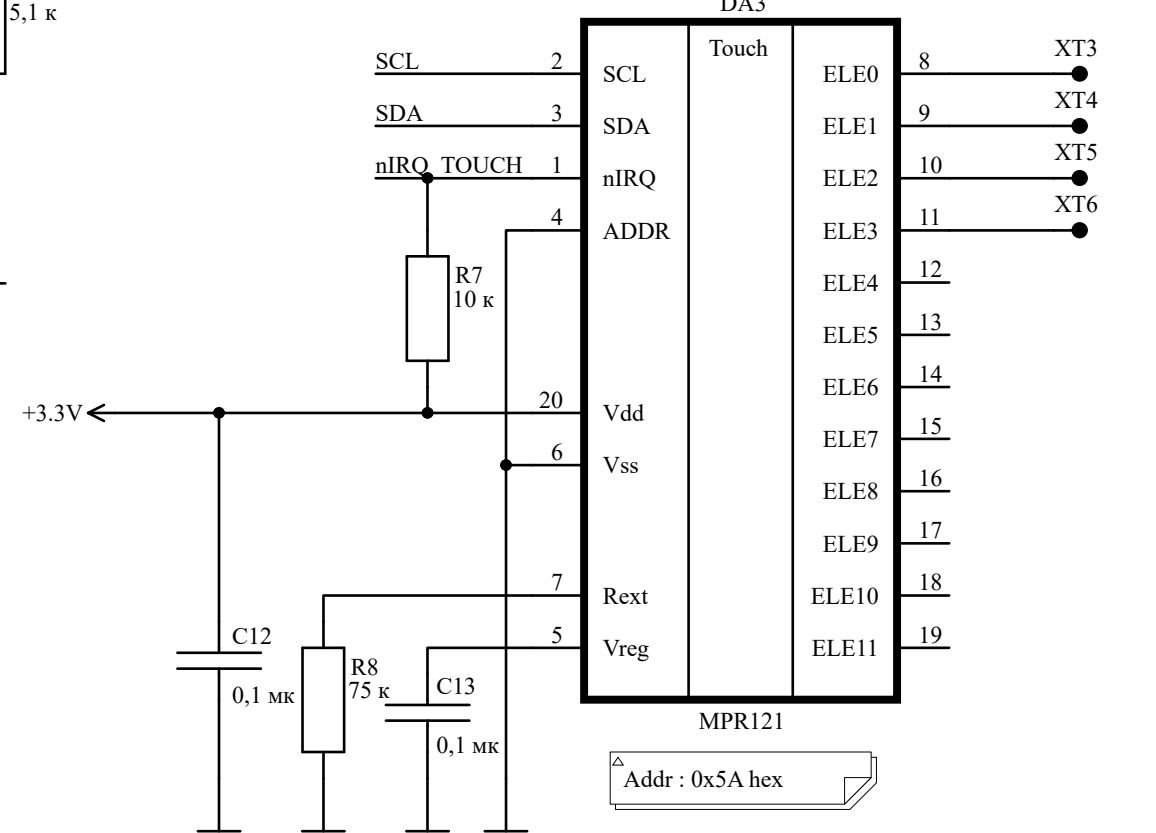 DA3
5,1 к
Touch
SCL 2 SCL ELE0 8 XT3
SDA 3 SDA ELE1 9 XT4
nIRQ_TOUCH 1 nIRQ ELE2 10 XT5
4 ADDR ELE3 11 XT6
R7
10 к
ELE4 12
ELE5 13
ELE6 14
+3.3V 20 Vdd
ELE7 15
6 Vss
ELE8 16
ELE9 17
7 Rext ELE10 18
C12
5 Vreg ELE11 19
R8
75 к
0,1 мк
C13
0,1 мк
MPR121
Addr : 0x5A hex